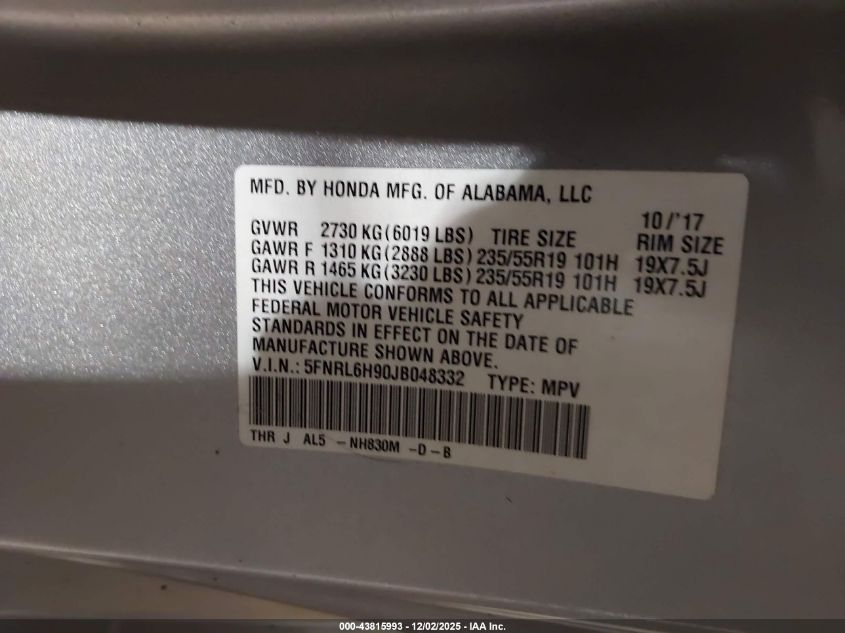 MFD. BY HONDA MFG. OF ALABAMA, LLC
10/'17
GVWR 2730 KG(6019 LBS) TIRE SIZE RIM SIZE
GAWR F 1310 KG(2888 LBS) 235/55R19 101H 19X7.5J
GAWR R 1465 KG(3230 LBS) 235/55R19 101H 19X7.5J
THIS VEHICLE CONFORMS TO ALL APPLICABLE
FEDERAL MOTOR VEHICLE SAFETY
STANDARDS IN EFFECT ON THE DATE OF
MANUFACTURE SHOWN ABOVE.
V.I.N.: 5FNRL6H90JB048332 TYPE: MPV
THR J AL5 -NH830M -D-B
000-43815993 - 12/02/2025 - IAA Inc.